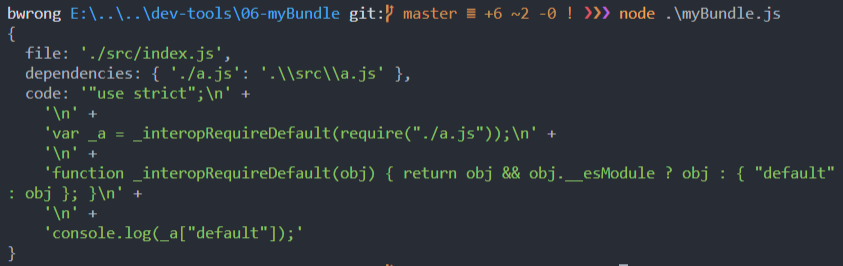 bwrong E:\..\..\dev-tools\06-myBundle git: master ≡ +6 ~2 -0 ! ❯❯❯ node .\myBundle.js
{
  file: './src/index.js',
  dependencies: { './a.js': '.\\src\\a.js' },
  code: '"use strict";\n' +
    '\n' +
    'var _a = _interopRequireDefault(require("./a.js"));\n' +
    '\n' +
    'function _interopRequireDefault(obj) { return obj && obj.__esModule ? obj : { "default"
: obj }; }\n' +
    '\n' +
    'console.log(_a["default"]);'
}